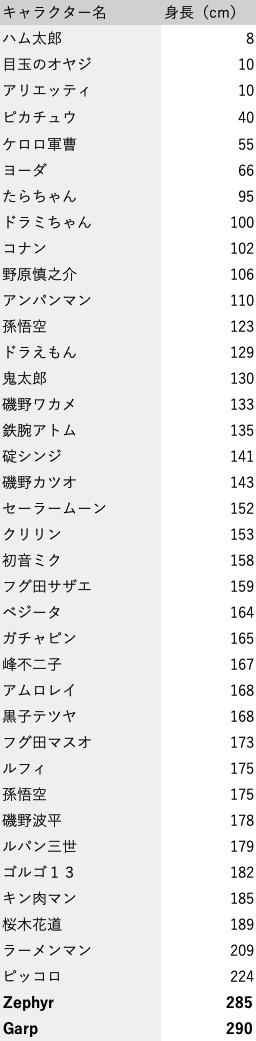 キャラクター名 身長（cm）
ハム太郎 8
目玉のオヤジ 10
アリエッティ 10
ピカチュウ 40
ケロロ軍曹 55
ヨーダ 66
たらちゃん 95
ドラミちゃん 100
コナン 102
野原慎之介 106
アンパンマン 110
孫悟空 123
ドラえもん 129
鬼太郎 130
磯野ワカメ 133
鉄腕アトム 135
碇シンジ 141
磯野カツオ 143
セーラームーン 152
クリリン 153
初音ミク 158
フグ田サザエ 159
ベジータ 164
ガチャピン 165
峰不二子 167
アムロレイ 168
黒子テツヤ 168
フグ田マスオ 173
ルフィ 175
孫悟空 175
磯野波平 178
ルパン三世 179
ゴルゴ１３ 182
キン肉マン 185
桜木花道 189
ラーメンマン 209
ピッコロ 224
Zephyr 285
Garp 290